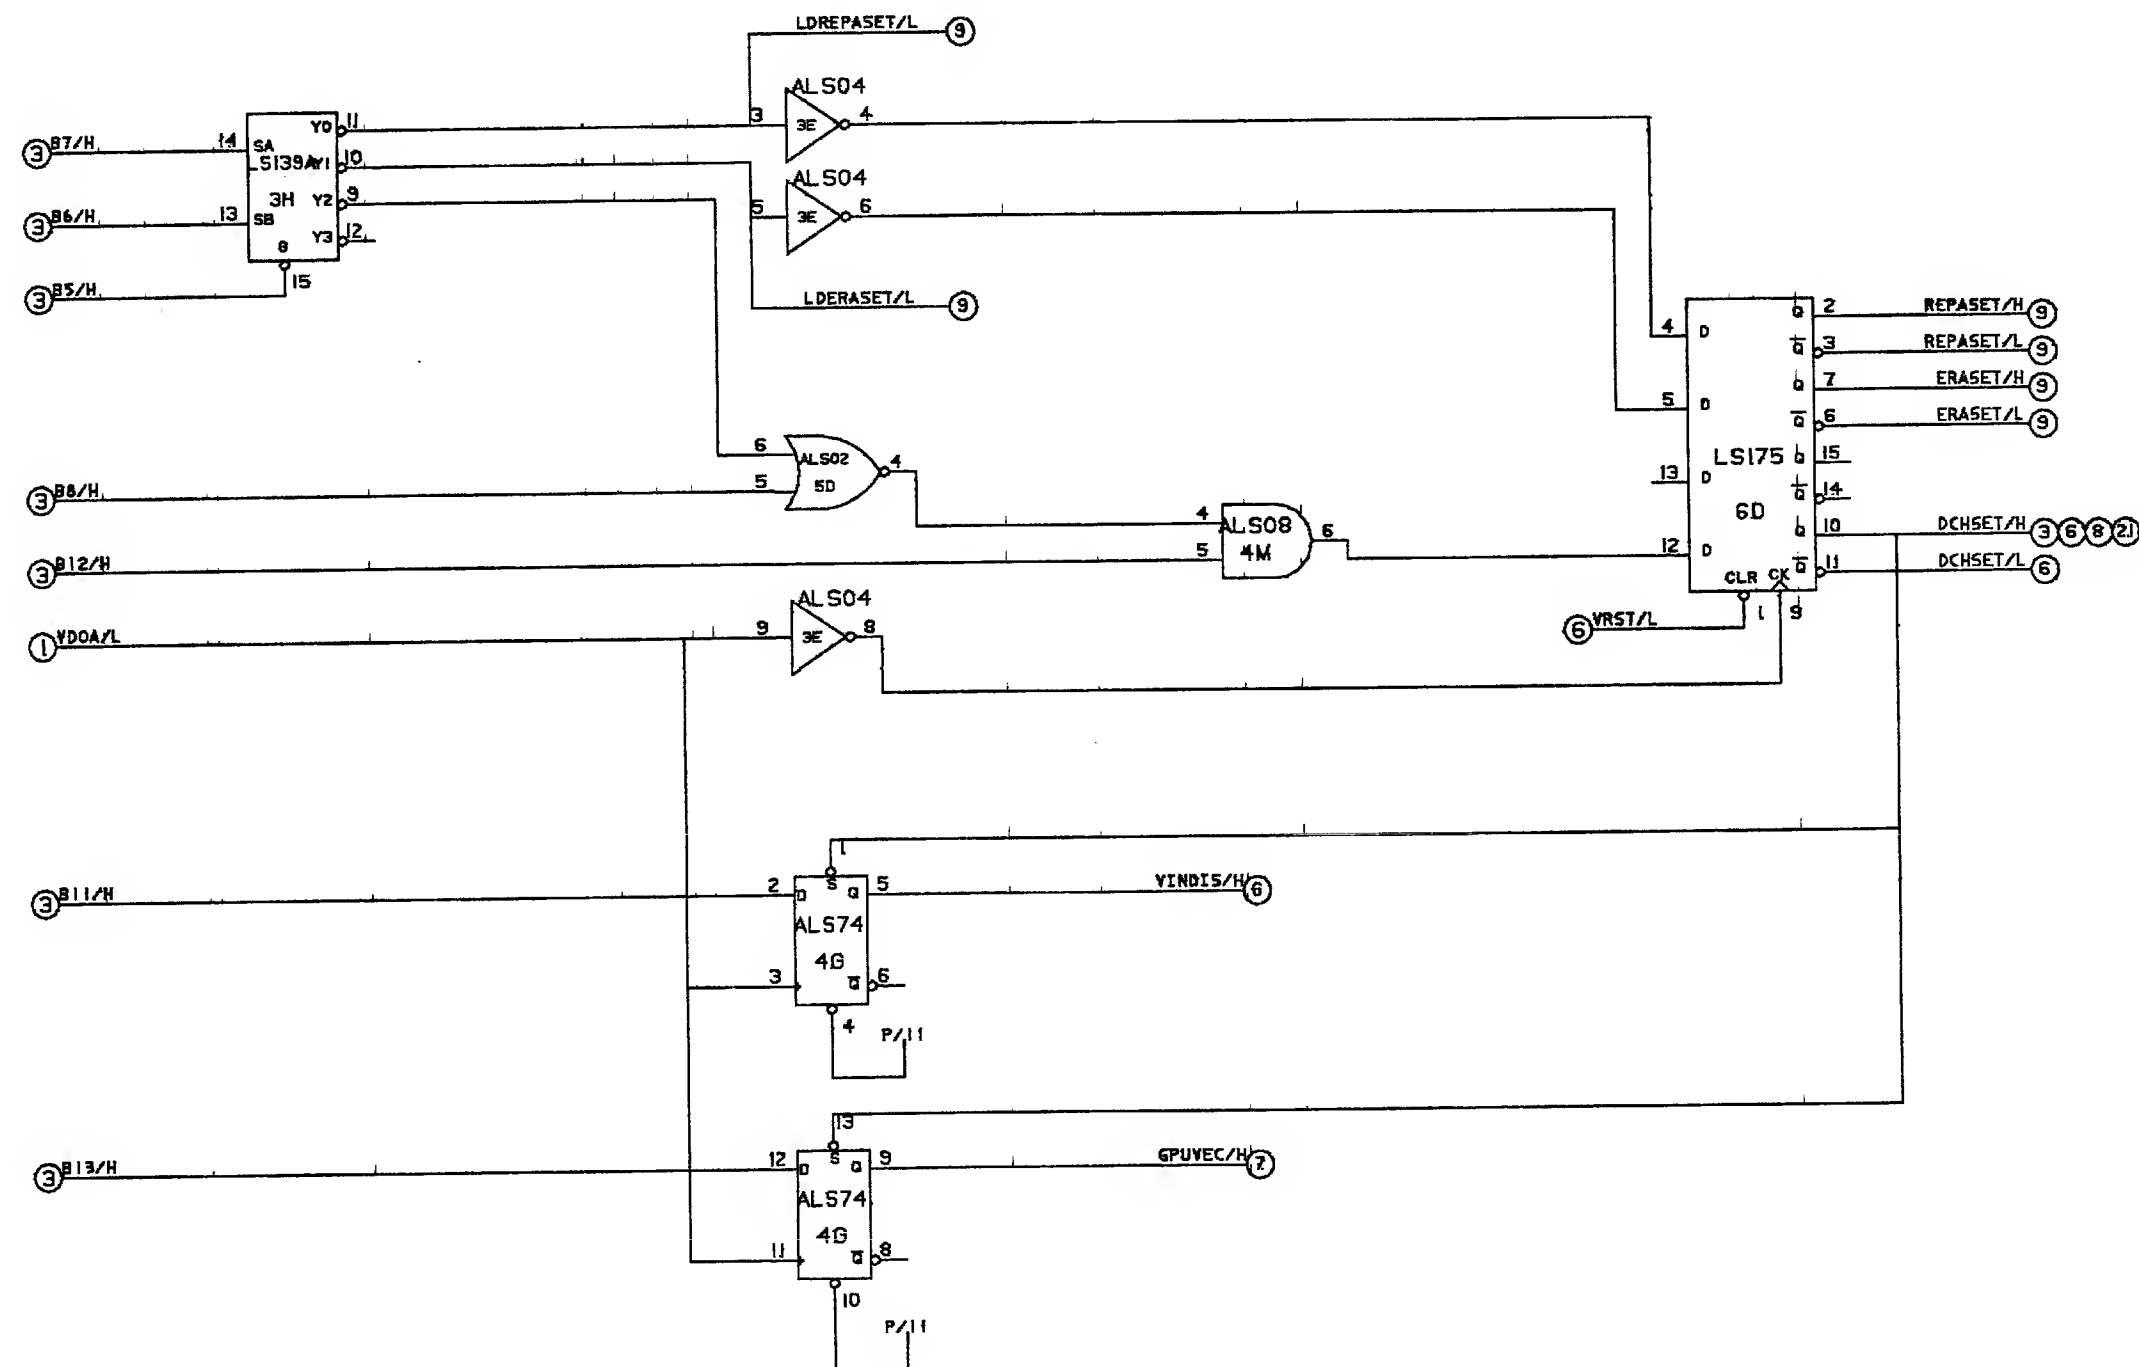 LDREPASET/L 9
ALS04
3 3E 4
3 B7/H 14 SA Y0 11
LS139A Y1 10
ALS04
5 3E 6
3H Y2 9
3 B6/H 13 SB
Y3 12
8
15
3 B5/H
LDERASET/L 9
Q 2 REPASET/H 9
4 D
Q 3 REPASET/L 9
Q 7 ERASET/H 9
5 D
Q 6 ERASET/L 9
6 ALS02 4
LS175 Q 15
13 D
5 5D
3 B8/H
Q 14
6D
4 ALS08 6
Q 10 DCHSET/H 3 6 8 21
5 4M
12 D
3 B12/H
Q 11 DCHSET/L 6
CLR CK
ALS04
1 9
6 VRST/L
9 3E 8
1 VDOA/L
1
S
2 D Q 5 VINDIS/H 6
3 B11/H
ALS74
4G
3 Q 6
4 P/11
13
S
12 D Q 9 GPUVEC/H 7
3 B13/H
ALS74
4G
11 Q 8
10
P/11